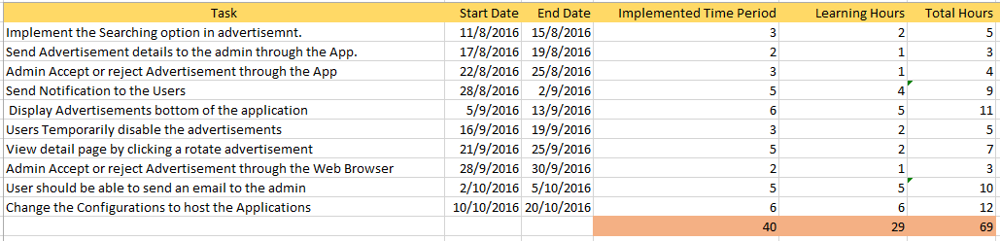 Task Start Date End Date Implemented Time Period Learning Hours Total Hours
Implement the Searching option in advertisemnt. 11/8/2016 15/8/2016 3 2 5
Send Advertisement details to the admin through the App. 17/8/2016 19/8/2016 2 1 3
Admin Accept or reject Advertisement through the App 22/8/2016 25/8/2016 3 1 4
Send Notification to the Users 28/8/2016 2/9/2016 5 4 9
Display Advertisements bottom of the application 5/9/2016 13/9/2016 6 5 11
Users Temporarily disable the advertisements 16/9/2016 19/9/2016 3 2 5
View detail page by clicking a rotate advertisement 21/9/2016 25/9/2016 5 2 7
Admin Accept or reject Advertisement through the Web Browser 28/9/2016 30/9/2016 2 1 3
User should be able to send an email to the admin 2/10/2016 5/10/2016 5 5 10
Change the Configurations to host the Applications 10/10/2016 20/10/2016 6 6 12
40 29 69